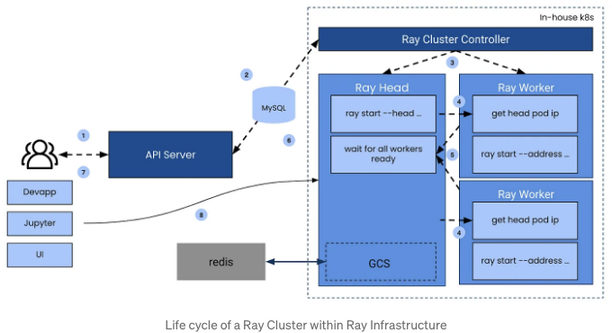 In-house k8s
Ray Cluster Controller
2
3
MySQL
Ray Head
ray start --head ...
wait for all workers
ready
4
Ray Worker
get head pod ip
ray start --address ...
1
API Server
6
5
7
Devapp
Jupyter
UI
8
Ray Worker
4
get head pod ip
ray start --address ...
redis
GCS
Life cycle of a Ray Cluster within Ray Infrastructure